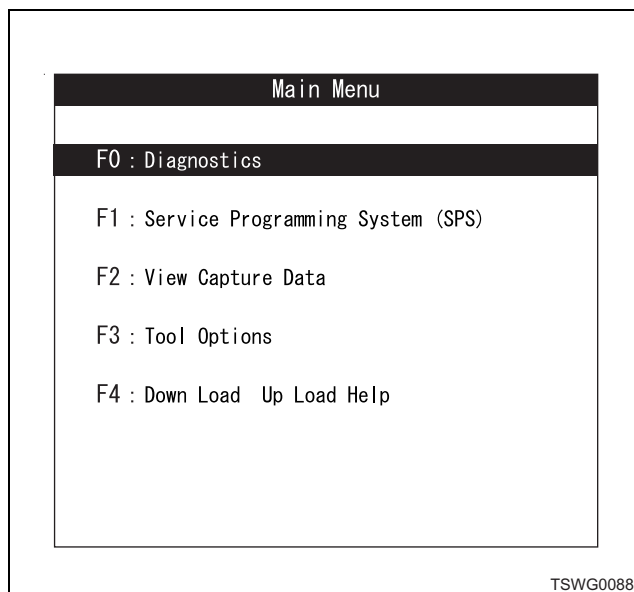 Main Menu
F0 : Diagnostics
F1 : Service Programming System (SPS)
F2 : View Capture Data
F3 : Tool Options
F4 : Down Load  Up Load Help
TSWG0088